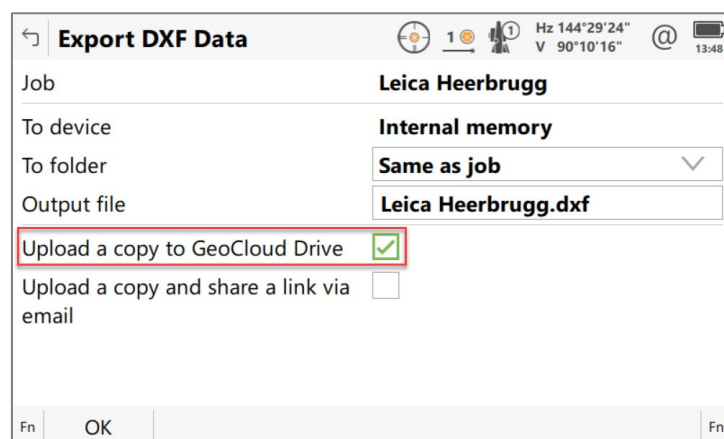 Export DXF Data
1
1
Hz 144°29'24"
V 90°10'16"
@
13:48
Job Leica Heerbrugg
To device Internal memory
To folder Same as job
Output file Leica Heerbrugg.dxf
Upload a copy to GeoCloud Drive
Upload a copy and share a link via
email
Fn OK Fn